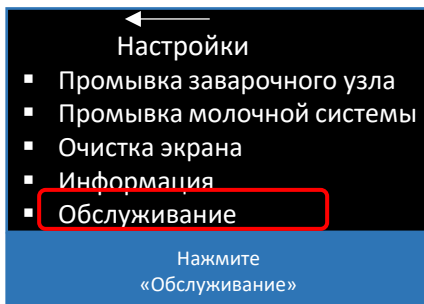 Настройки
▪ Промывка заварочного узла
▪ Промывка молочной системы
▪ Очистка экрана
▪ Информация
▪ Обслуживание
Нажмите
«Обслуживание»